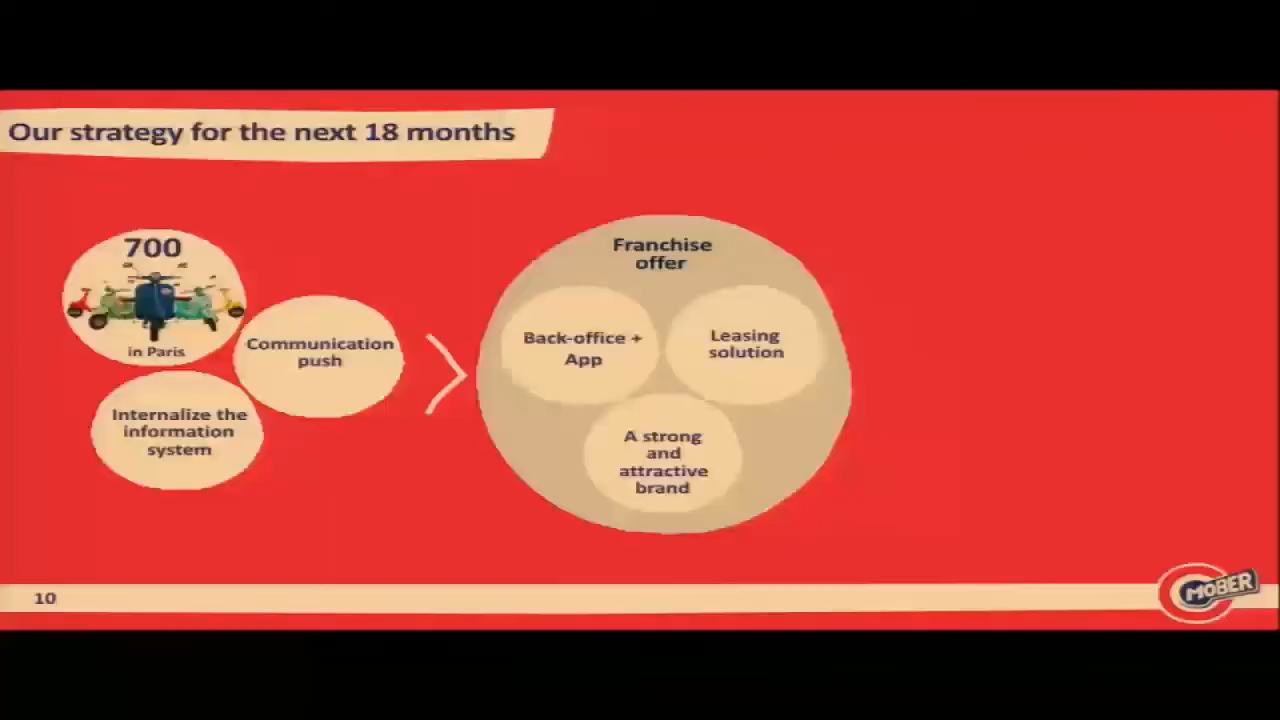 Our strategy for the next 18 months
700
in Paris
Communication
push
Internalize the
information
system
Franchise
offer
Back-office +
App
Leasing
solution
A strong
and
attractive
brand
10
MOBER